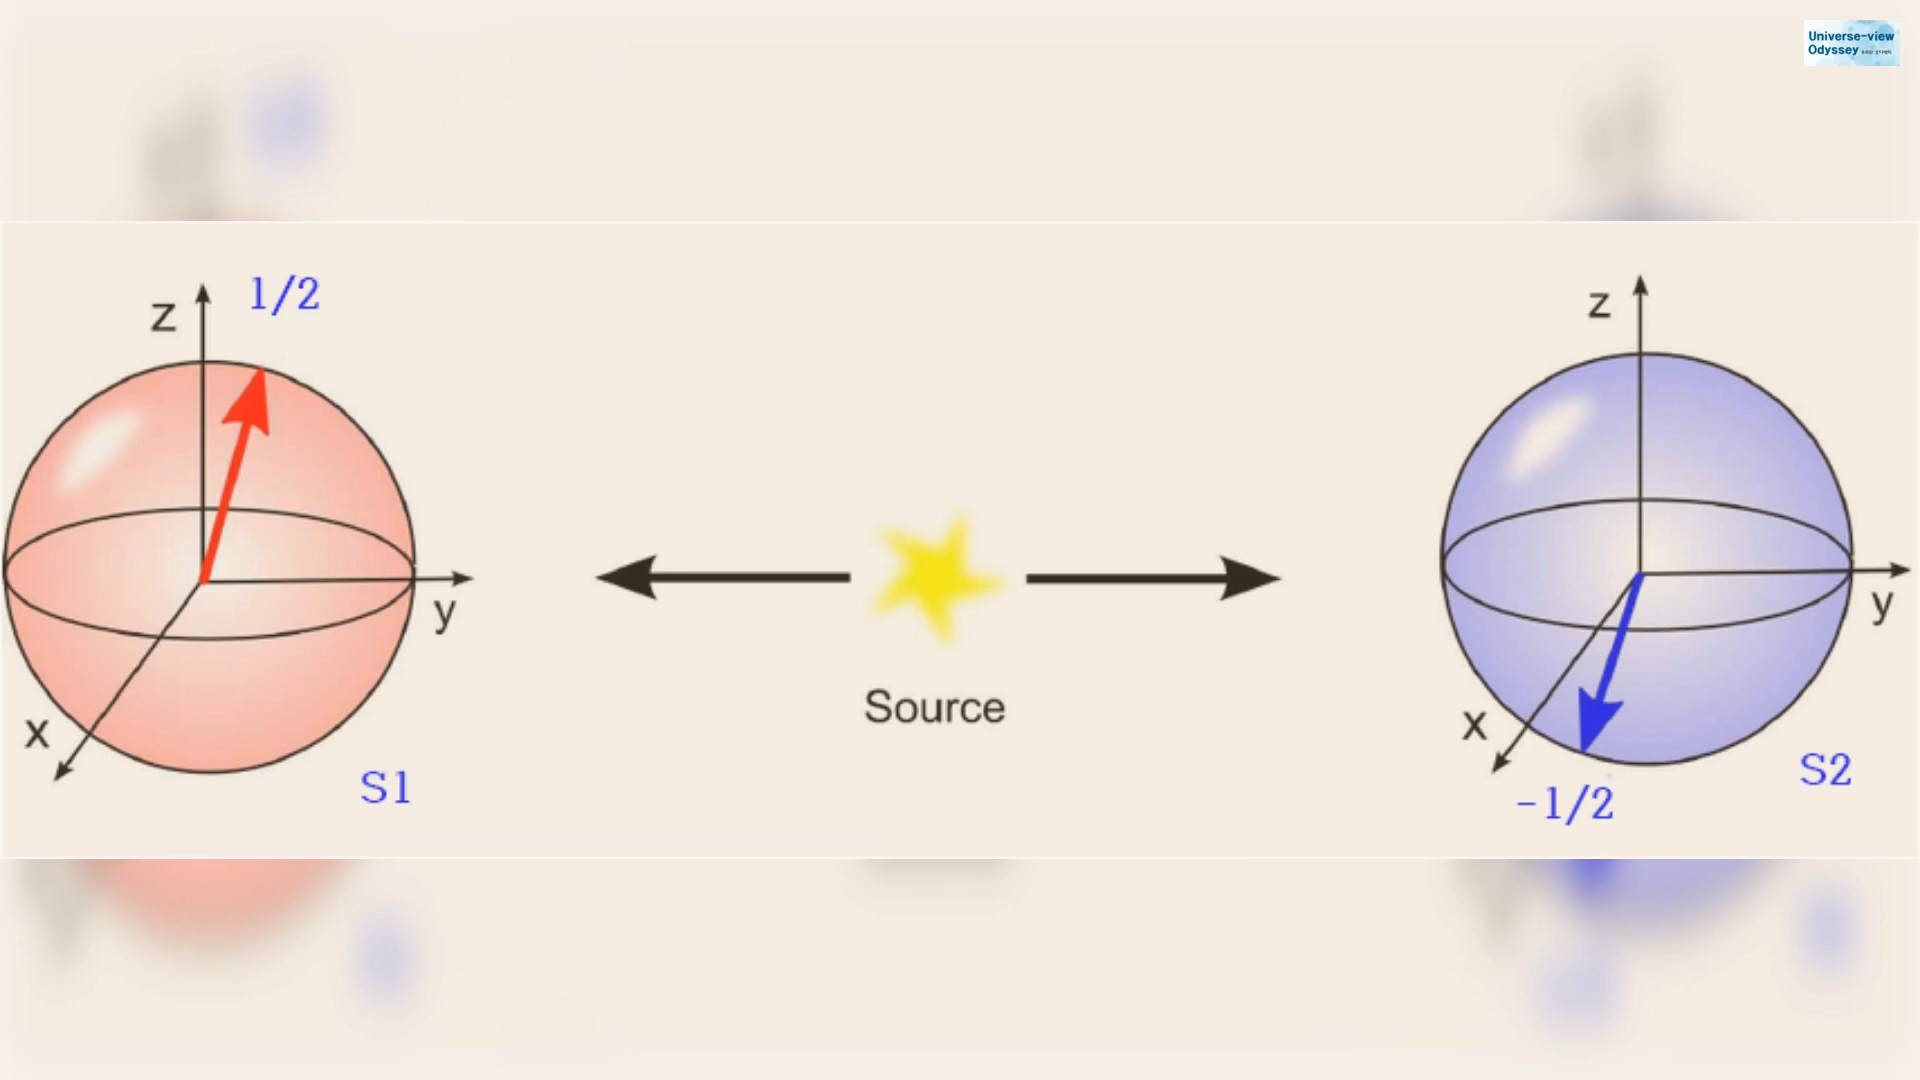 Universe-view
Odyssey
z
1/2
y
x
S1
Source
z
y
x
S2
-1/2